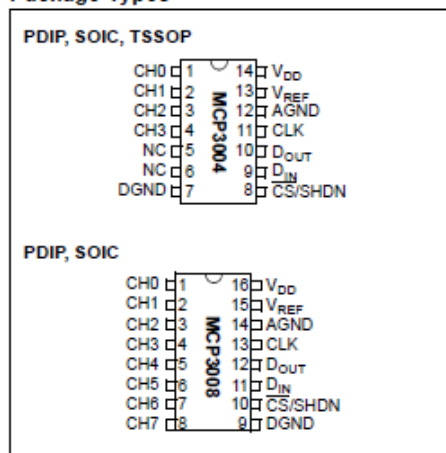 PDIP, SOIC, TSSOP
CH0 1 14 VDD
CH1 2 13 VREF
CH2 3 12 AGND
CH3 4 11 CLK
NC 5 10 DOUT
NC 6 9 DIN
DGND 7 8 CS/SHDN
MCP3004
PDIP, SOIC
CH0 1 16 VDD
CH1 2 15 VREF
CH2 3 14 AGND
CH3 4 13 CLK
CH4 5 12 DOUT
CH5 6 11 DIN
CH6 7 10 CS/SHDN
CH7 8 9 DGND
MCP3008